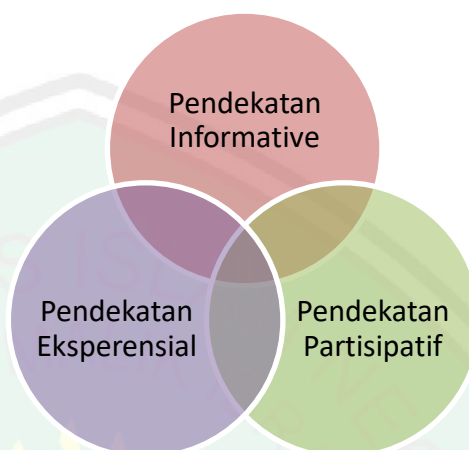 Pendekatan
Informative
Pendekatan
Eksperensial
Pendekatan
Partisipatif